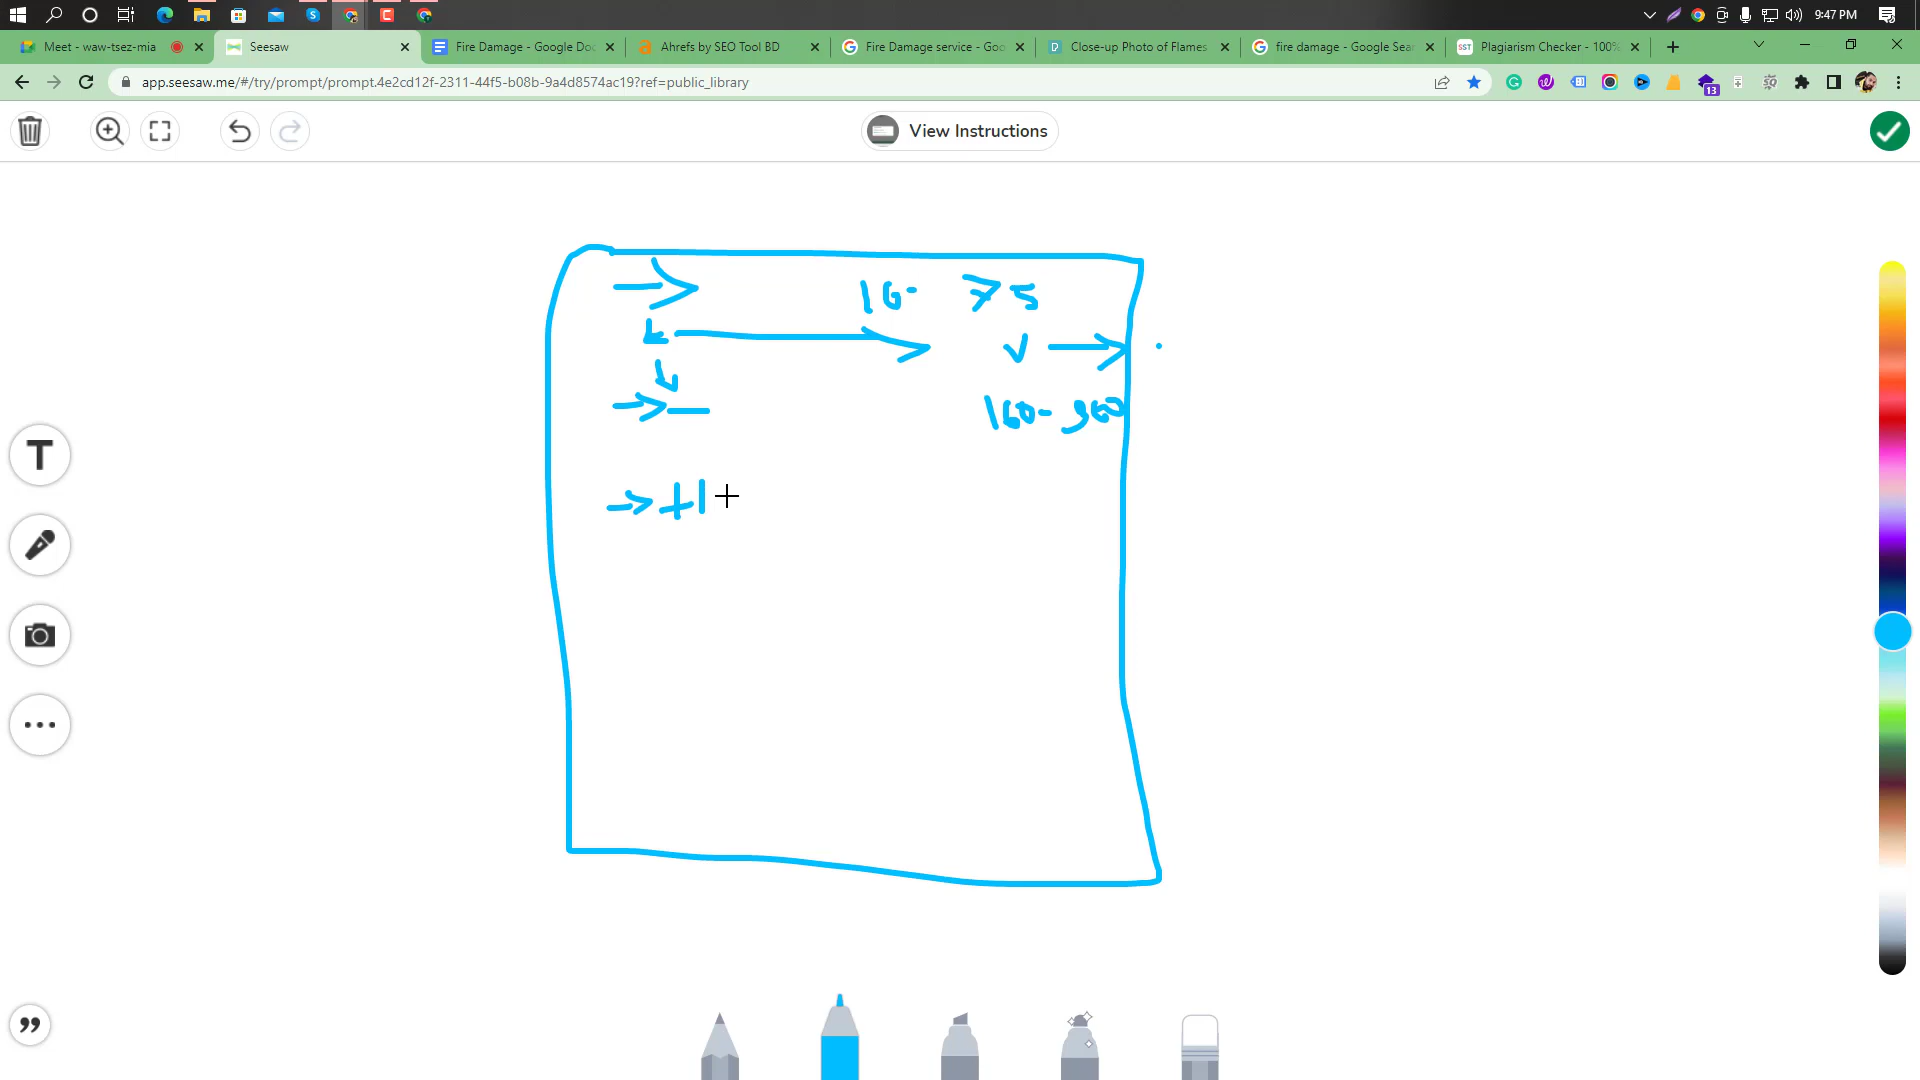 9:47 PM
Meet - waw-tsez-mia
Seesaw
Fire Damage - Google Doc
Ahrefs by SEO Tool BD
Fire Damage service - Goo
Close-up Photo of Flames
fire damage - Google Sear
Plagiarism Checker - 100%
app.seesaw.me/#/try/prompt/prompt.4e2cd12f-2311-44f5-b08b-9a4d8574ac19?ref=public_library
13
View Instructions
T
160- 360